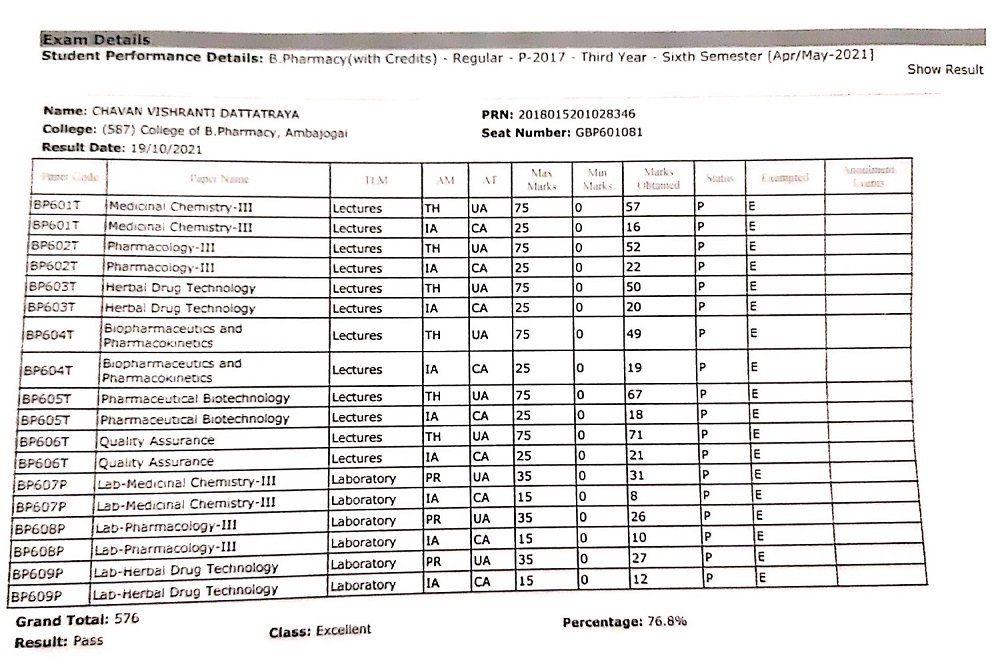 Exam Details
Student Performance Details: B.Pharmacy(with Credits) - Regular - P-2017 - Third Year - Sixth Semester [Apr/May-2021]
Show Result
Name: CHAVAN VISHRANTI DATTATRAYA PRN: 2018015201028346
College: (587) College of B.Pharmacy, Ambajogai Seat Number: GBP601081
Result Date: 19/10/2021
Paper Code Paper Name TLM AM AT Max Marks Min Marks Marks Obtained Status Exempted Annulment Events
BP601T Medicinal Chemistry-III Lectures TH UA 75 0 57 P E
BP601T Medicinal Chemistry-III Lectures IA CA 25 0 16 P E
BP602T Pharmacology-III Lectures TH UA 75 0 52 P E
BP602T Pharmacology-III Lectures IA CA 25 0 22 P E
BP603T Herbal Drug Technology Lectures TH UA 75 0 50 P E
BP603T Herbal Drug Technology Lectures IA CA 25 0 20 P E
BP604T Biopharmaceutics and Pharmacokinetics Lectures TH UA 75 0 49 P E
BP604T Biopharmaceutics and Pharmacokinetics Lectures IA CA 25 0 19 P E
BP605T Pharmaceutical Biotechnology Lectures TH UA 75 0 67 P E
BP605T Pharmaceutical Biotechnology Lectures IA CA 25 0 18 P E
BP606T Quality Assurance Lectures TH UA 75 0 71 P E
BP606T Quality Assurance Lectures IA CA 25 0 21 P E
BP607P Lab-Medicinal Chemistry-III Laboratory PR UA 35 0 31 P E
BP607P Lab-Medicinal Chemistry-III Laboratory IA CA 15 0 8 P E
BP608P Lab-Pharmacology-III Laboratory PR UA 35 0 26 P E
BP608P Lab-Pharmacology-III Laboratory IA CA 15 0 10 P E
BP609P Lab-Herbal Drug Technology Laboratory PR UA 35 0 27 P E
BP609P Lab-Herbal Drug Technology Laboratory IA CA 15 0 12 P E
Grand Total: 576
Result: Pass Class: Excellent Percentage: 76.8%